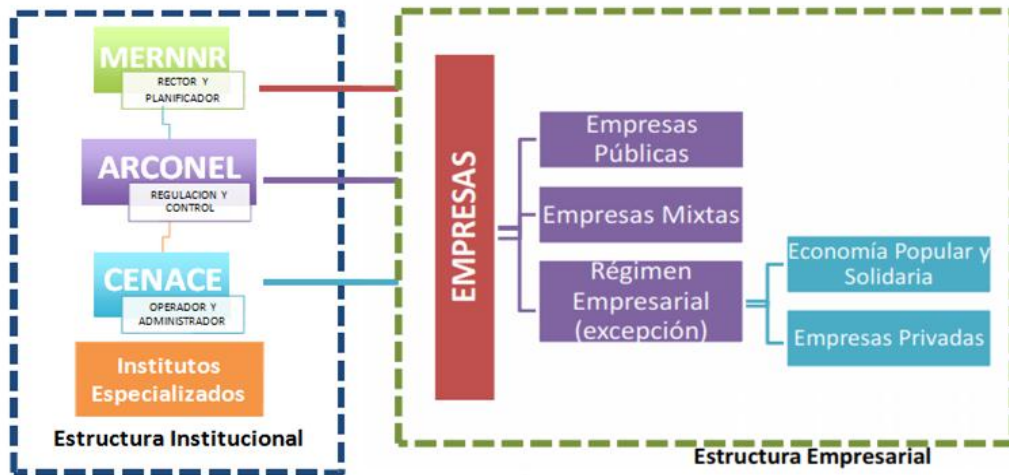 MERNNR
RECTOR Y
PLANIFICADOR
ARCONEL
REGULACION Y
CONTROL
CENACE
OPERADOR Y
ADMINISTRADOR
Institutos
Especializados
Estructura Institucional
EMPRESAS
Empresas
Públicas
Empresas Mixtas
Régimen
Empresarial
(excepción)
Economía Popular y
Solidaria
Empresas Privadas
Estructura Empresarial